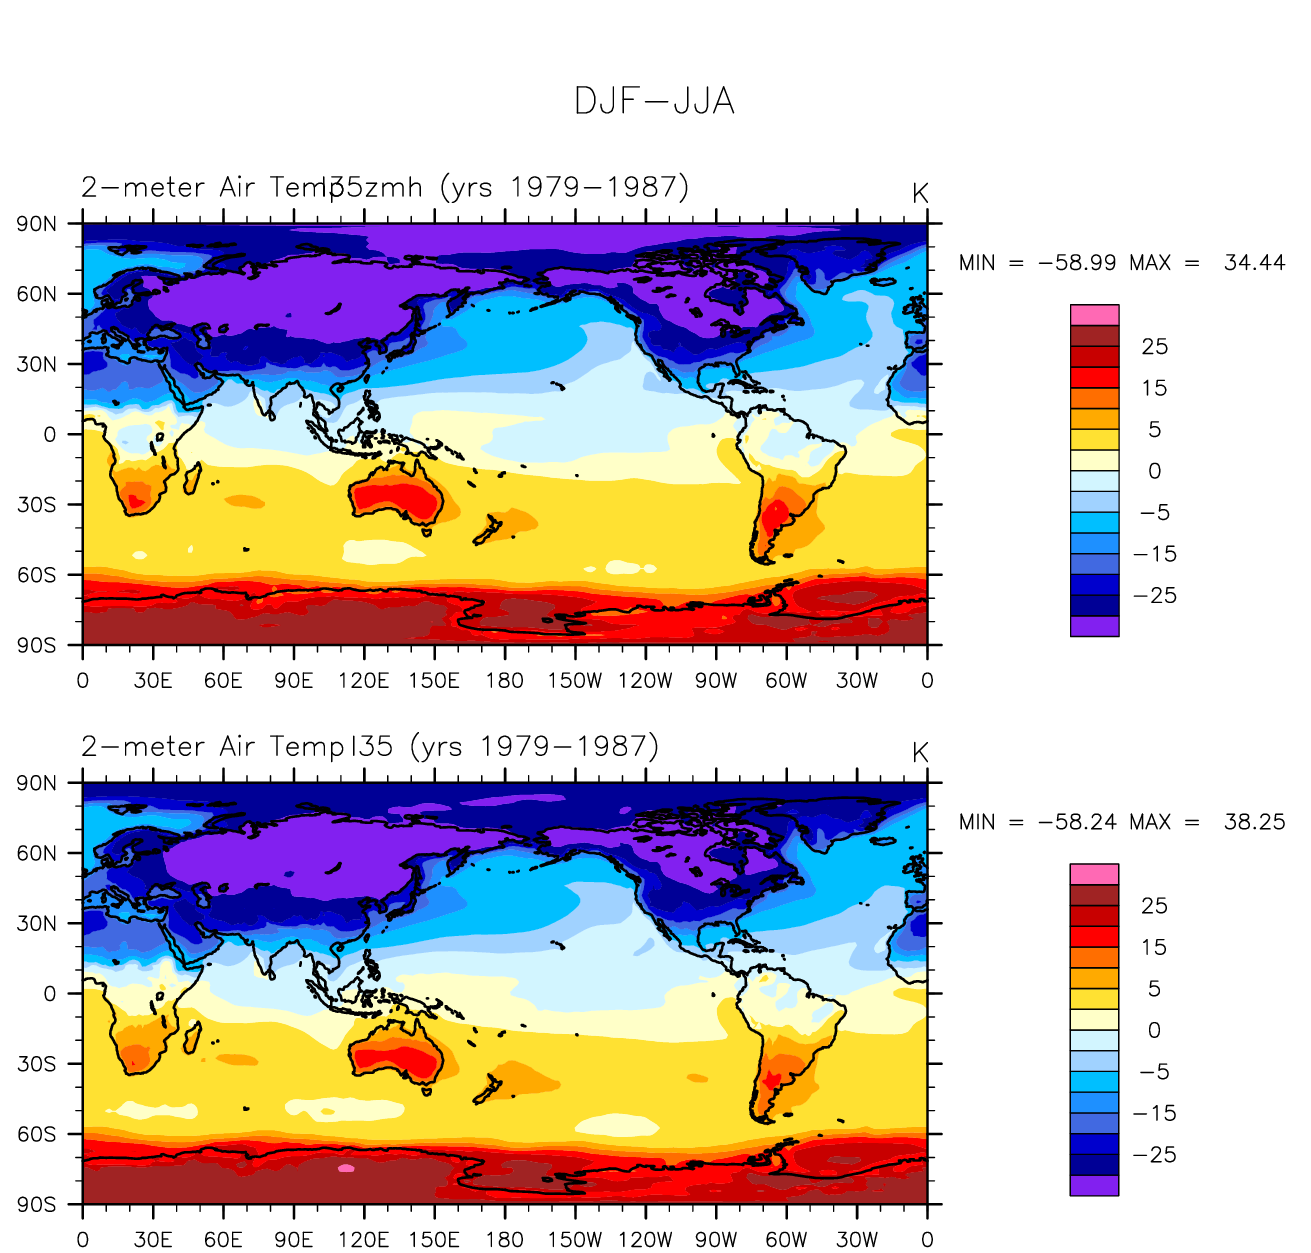 DJF−JJA
2−meter Air Temp I35zmh (yrs 1979−1987) K
90N
60N
30N
0
30S
60S
90S
0 30E 60E 90E 120E 150E 180 150W 120W 90W 60W 30W 0
MIN = −58.99 MAX = 34.44
25
15
5
0
−5
−15
−25
2−meter Air Temp I35 (yrs 1979−1987) K
90N
60N
30N
0
30S
60S
90S
0 30E 60E 90E 120E 150E 180 150W 120W 90W 60W 30W 0
MIN = −58.24 MAX = 38.25
25
15
5
0
−5
−15
−25